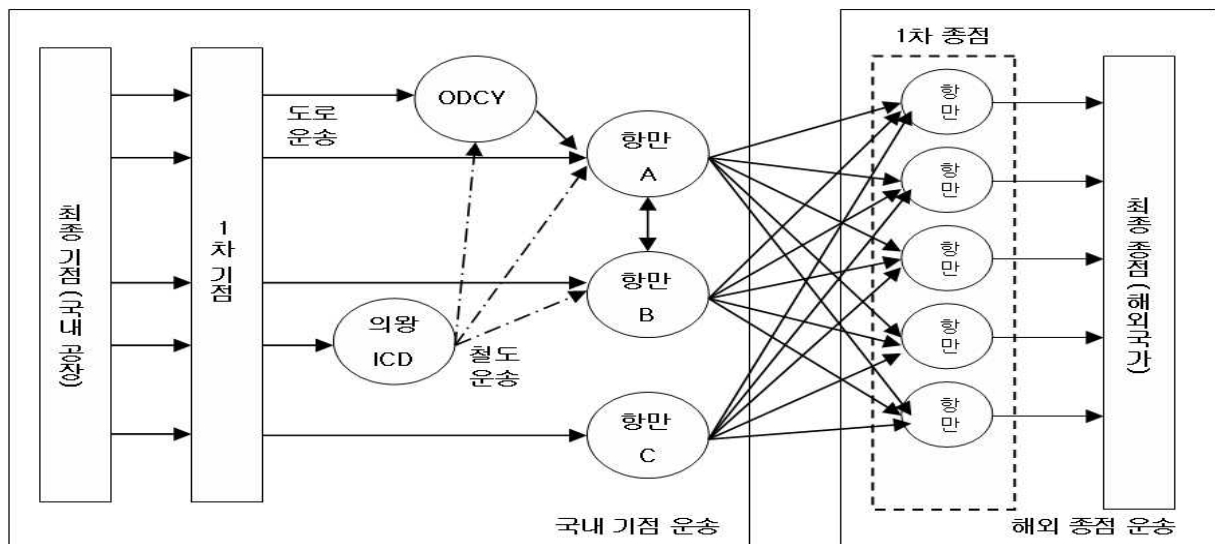 최종 기점(국내 공장)
1차 기점
도로
운송
ODCY
의왕
ICD
철도
운송
항만
A
항만
B
항만
C
국내 기점 운송
1차 종점
항
만
항
만
항
만
항
만
항
만
최종 종점(해외국가)
해외 종점 운송